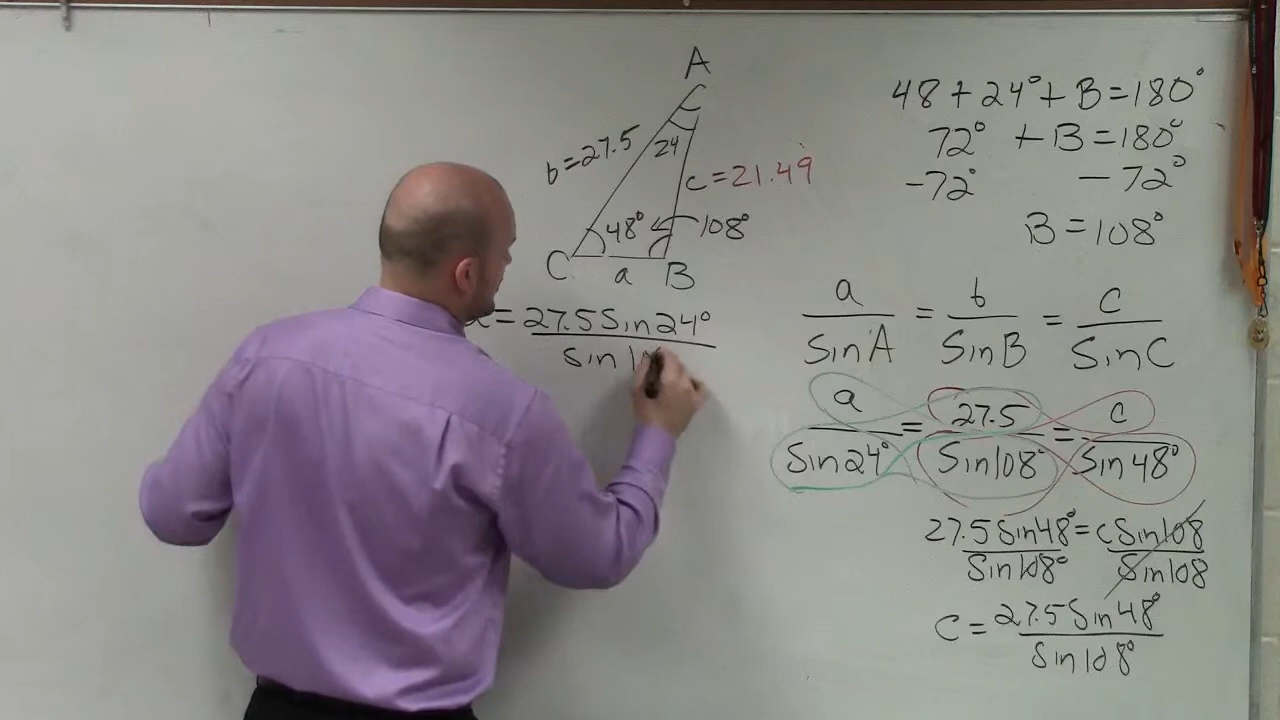 A
b=27.5
24
c=21.49
48°
108°
C
a
B
= 27.5 Sin 24°
sin 10
48 + 24° + B = 180°
72° + B = 180°
-72° - 72°
B = 108°
a = b = c
Sin A Sin B Sin C
a = 27.5 = c
Sin 24° Sin 108° Sin 48°
27.5 Sin 48° = c Sin 108
Sin 108° Sin 108
C = 27.5 Sin 48°
Sin 108°